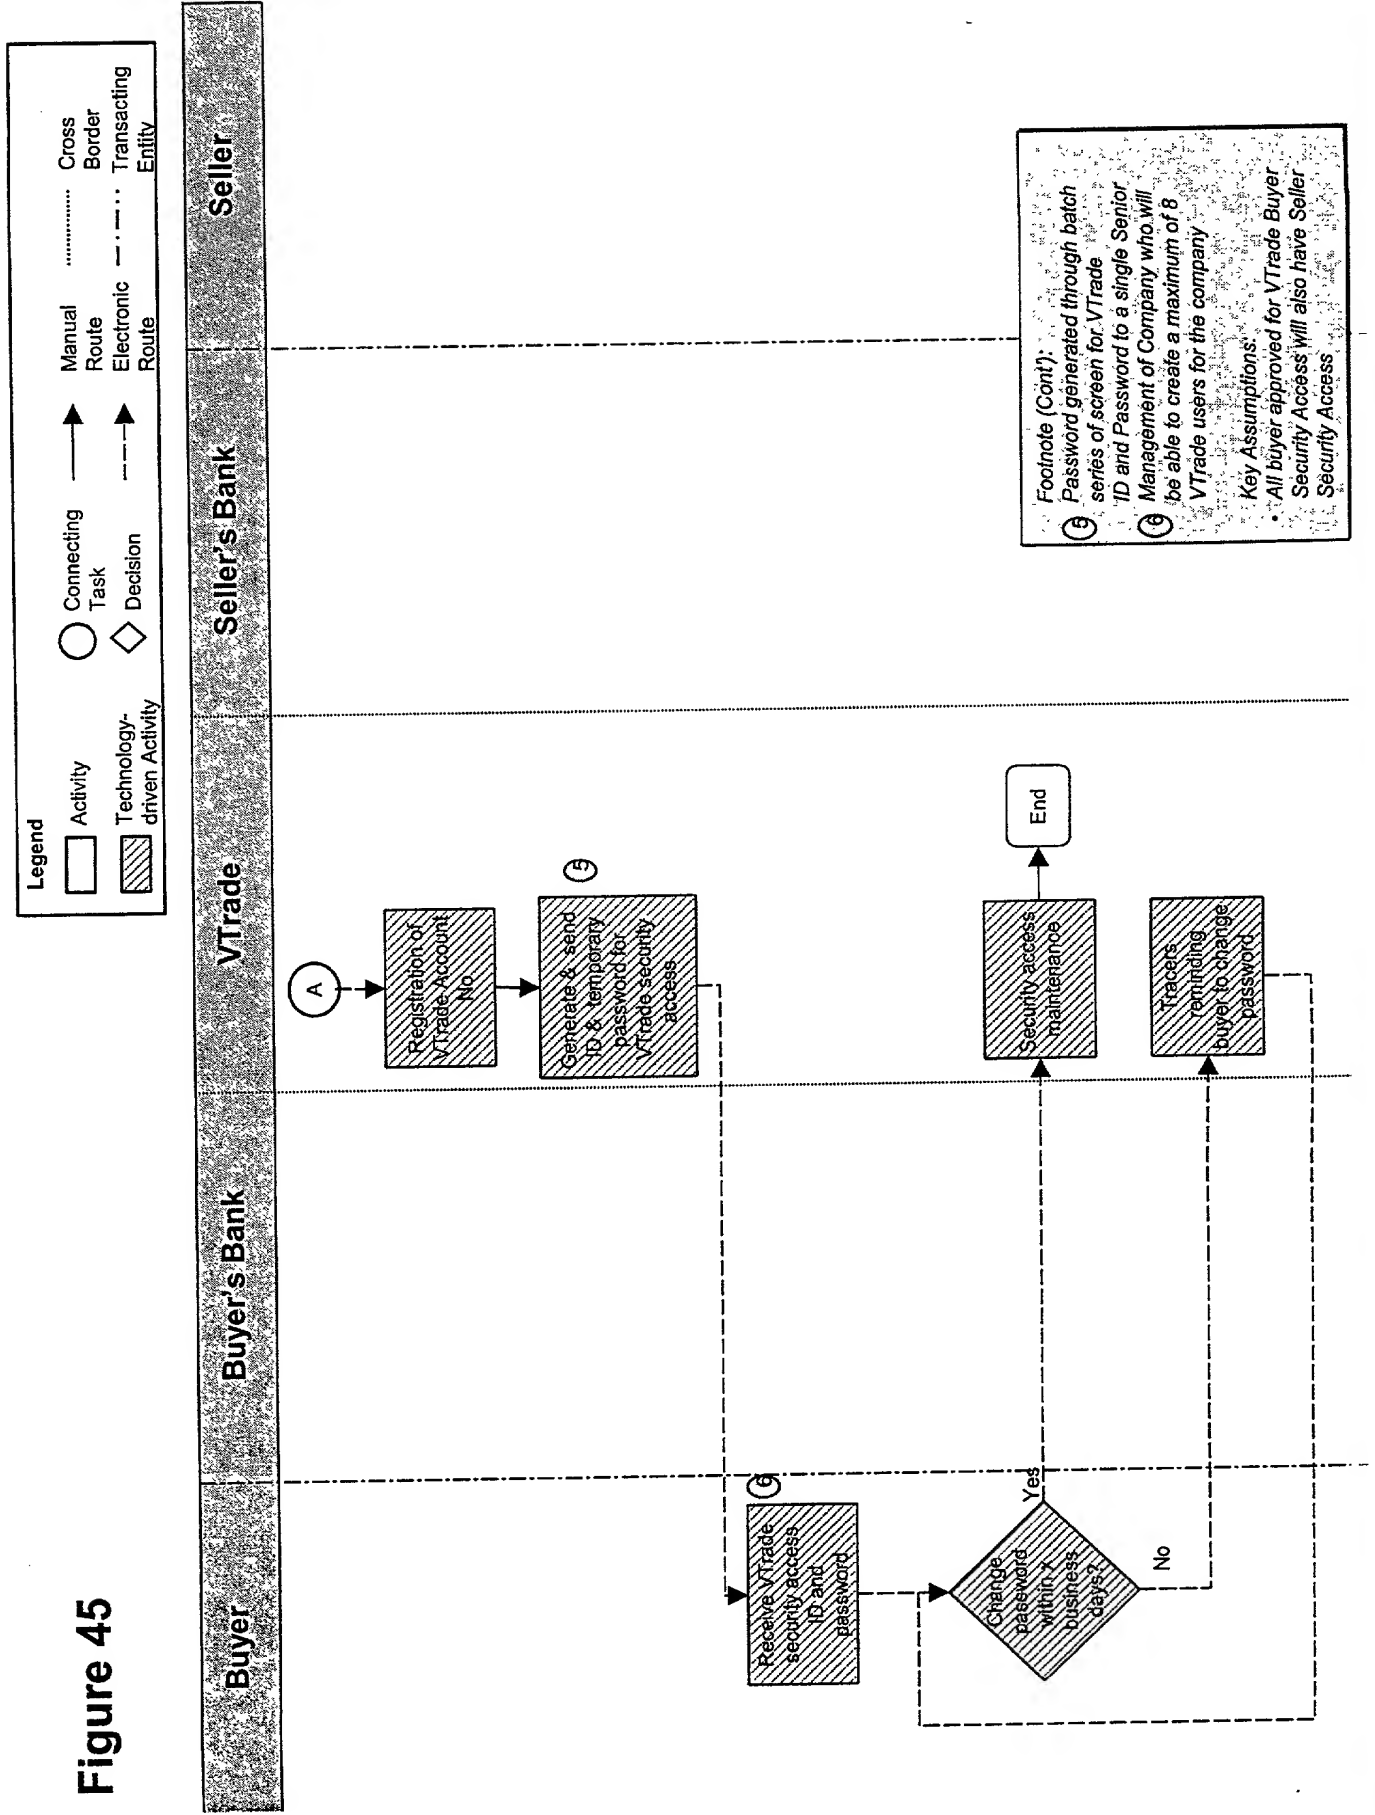 Figure 45
Legend
Activity
Technology-
driven Activity
Connecting
Task
Decision
Manual
Route
Electronic
Route
Cross
Border
Transacting
Entity
Buyer
Buyer's Bank
VTrade
Seller's Bank
Seller
A
Registration of
VTrade Account
No
Generate & send
ID & temporary
password for
VTrade security
access
5
Receive VTrade
security access
ID and
password
6
Change
password
within x
business
days?
Yes
No
Security access
maintenance
End
Tracers
reminding
buyer to change
password
Footnote (Cont'):
5 Password generated through batch
series of screen for VTrade
ID and Password to a single Senior
6 Management of Company who will
be able to create a maximum of 8
VTrade users for the company
Key Assumptions:
• All buyer approved for VTrade Buyer
Security Access will also have Seller
Security Access